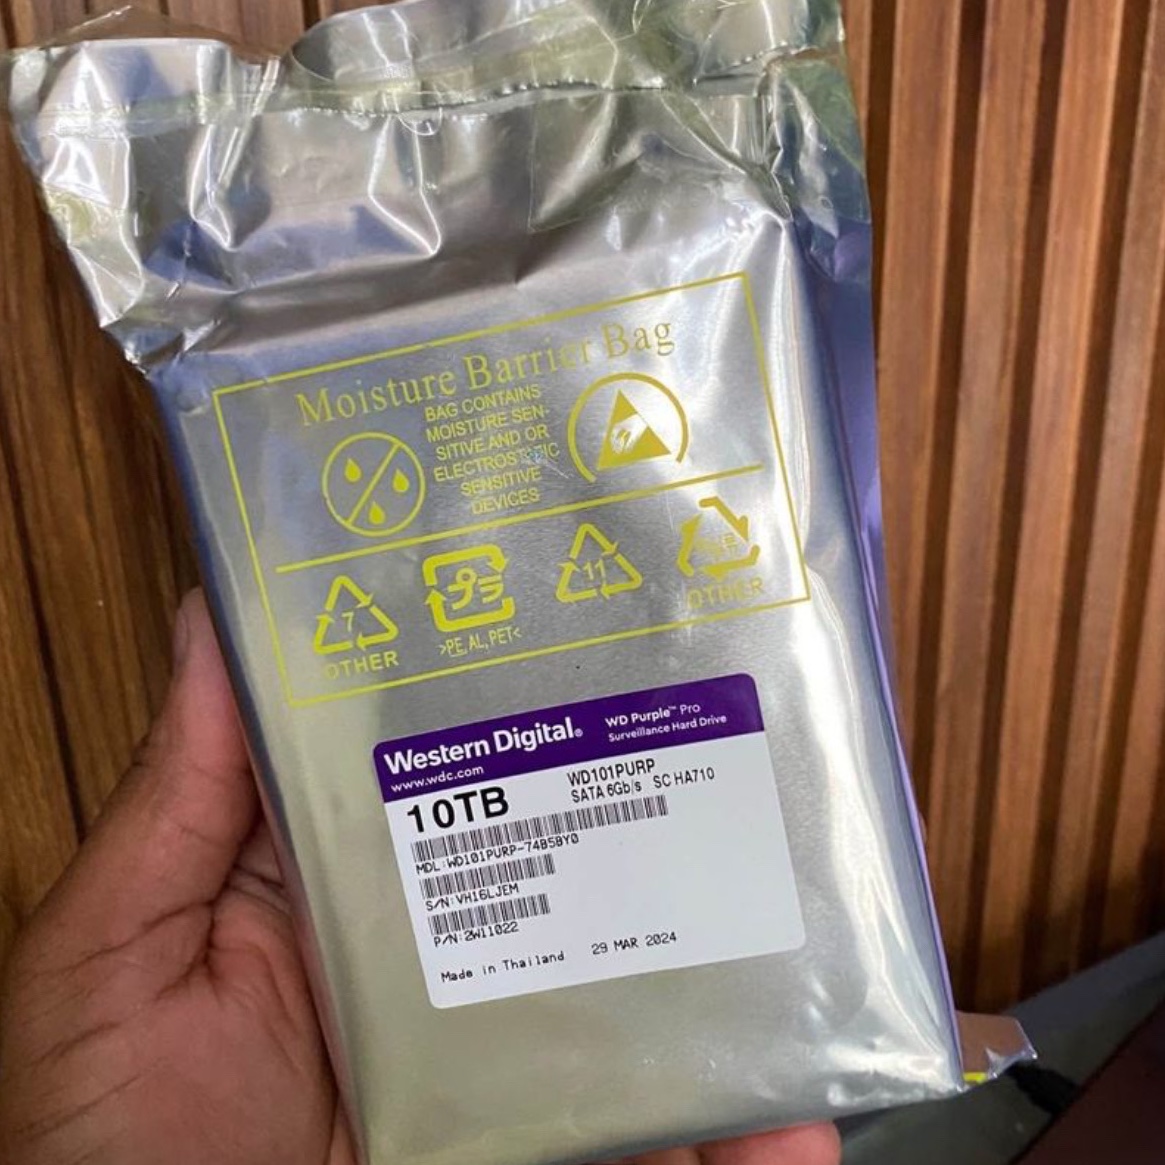 Moisture Barrier Bag
BAG CONTAINS
MOISTURE SEN-
SITIVE AND OR
ELECTROSTATIC
SENSITIVE
DEVICES
7
OTHER
>PE, AL, PET<
11
OTHER
Western Digital®
www.wdc.com
WD Purple™ Pro
Surveillance Hard Drive
10TB
WD101PURP
SATA 6Gb/s SC HA710
MDL:WD101PURP-74B5BY0
S/N:VH16LJEM
P/N:2W11022
Made in Thailand 29 MAR 2024